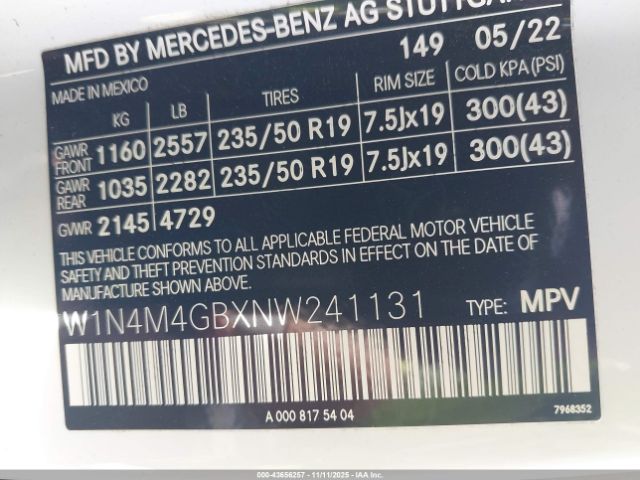 MFD BY MERCEDES-BENZ AG STUTTGAR
149 05/22
MADE IN MEXICO
KG LB TIRES RIM SIZE COLD KPA (PSI)
GAWR FRONT 1160 2557 235/50 R19 7.5Jx19 300(43)
GAWR REAR 1035 2282 235/50 R19 7.5Jx19 300(43)
GVWR 2145 4729
THIS VEHICLE CONFORMS TO ALL APPLICABLE FEDERAL MOTOR VEHICLE
SAFETY AND THEFT PREVENTION STANDARDS IN EFFECT ON THE DATE OF
MANUFACTURE SHOWN ABOVE.
W1N4M4GBXNW241131 TYPE: MPV
A 000 817 54 04
7968352
000-43656257 - 11/11/2025 - IAAI.COM